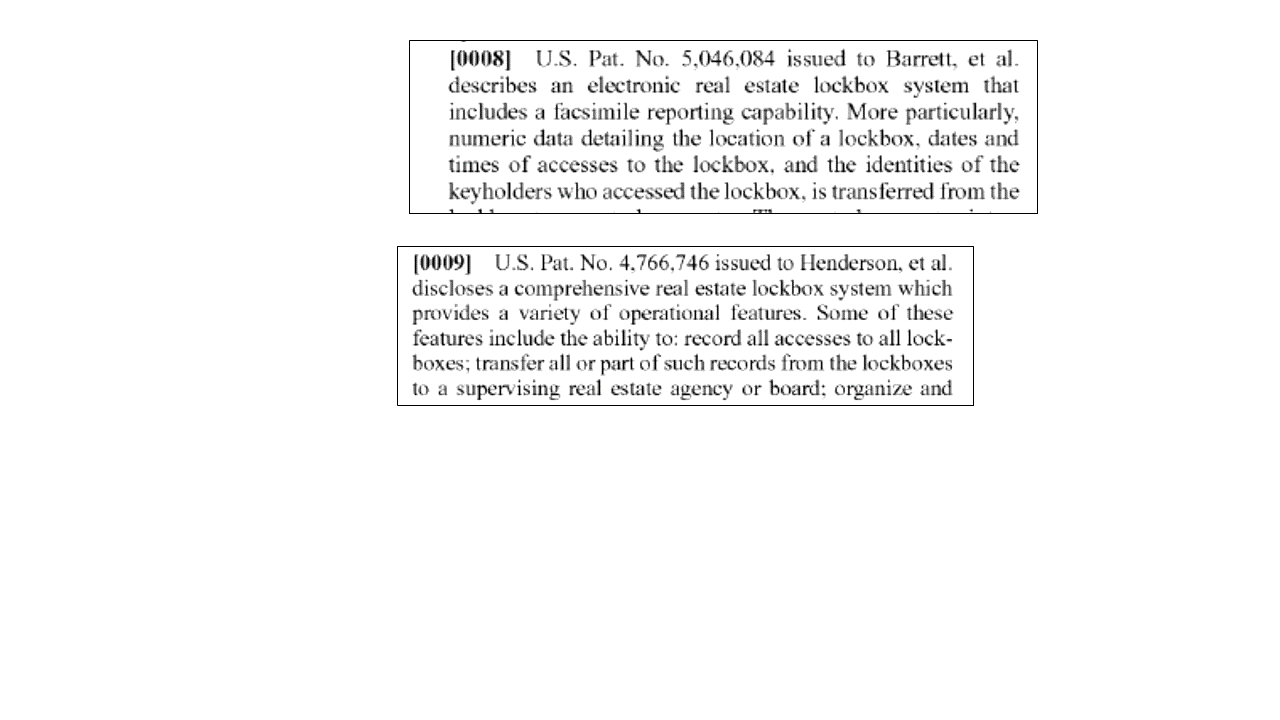 [0008] U.S. Pat. No. 5,046,084 issued to Barrett, et al.
describes an electronic real estate lockbox system that
includes a facsimile reporting capability. More particularly,
numeric data detailing the location of a lockbox, dates and
times of accesses to the lockbox, and the identities of the
keyholders who accessed the lockbox, is transferred from the
[0009] U.S. Pat. No. 4,766,746 issued to Henderson, et al.
discloses a comprehensive real estate lockbox system which
provides a variety of operational features. Some of these
features include the ability to: record all accesses to all lock-
boxes; transfer all or part of such records from the lockboxes
to a supervising real estate agency or board; organize and